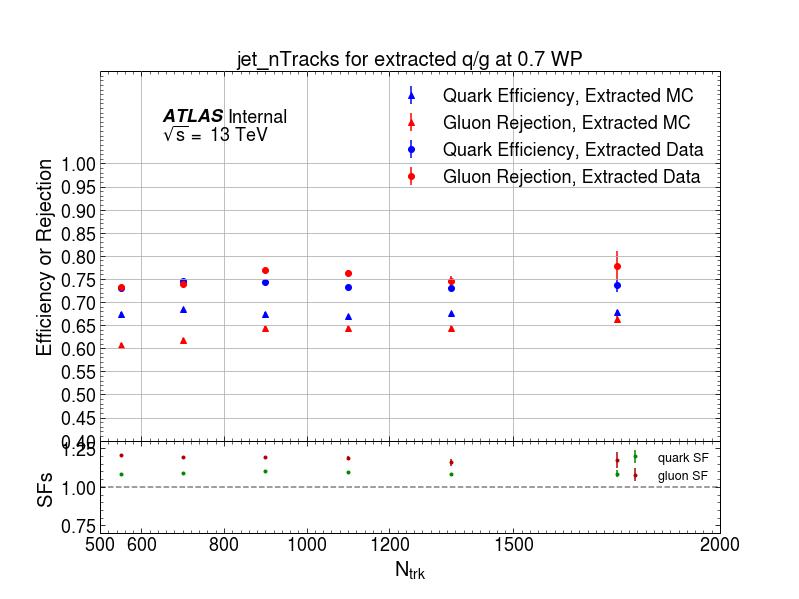 jet_nTracks for extracted q/g at 0.7 WP
ATLAS Internal
√s = 13 TeV
Quark Efficiency, Extracted MC
Gluon Rejection, Extracted MC
Quark Efficiency, Extracted Data
Gluon Rejection, Extracted Data
Efficiency or Rejection
1.00
0.95
0.90
0.85
0.80
0.75
0.70
0.65
0.60
0.55
0.50
0.45
0.40
1.25
1.00
0.75
SFs
quark SF
gluon SF
500 600 800 1000 1200 1500 2000
N_trk